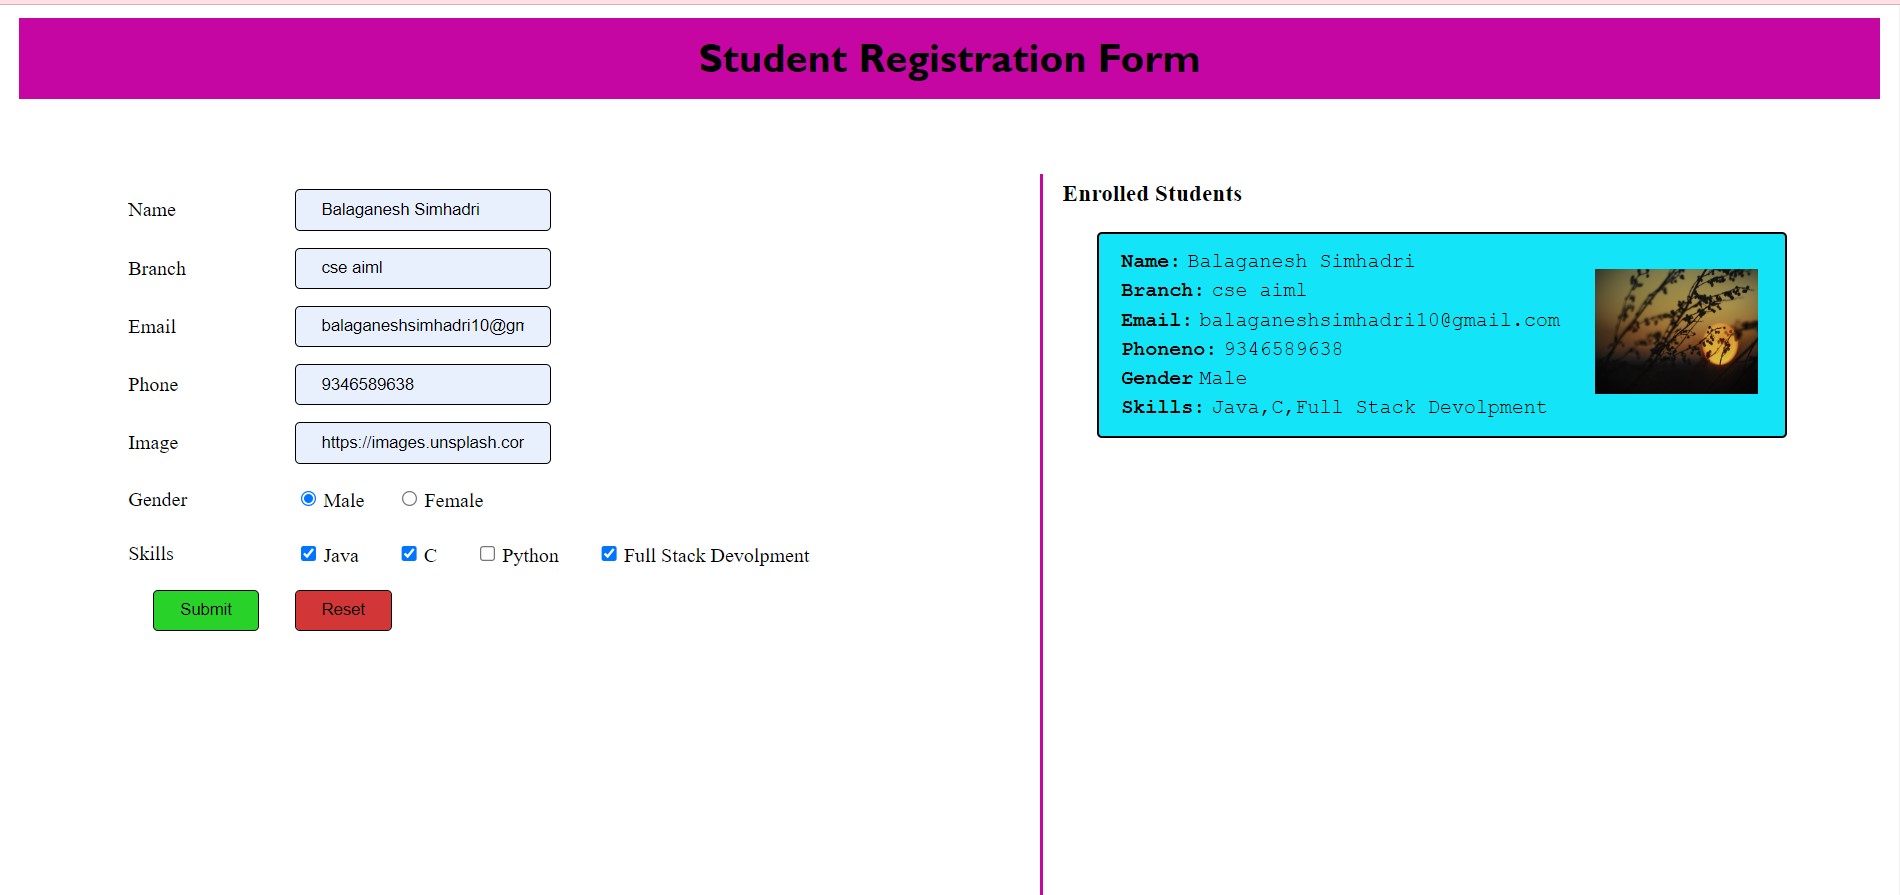 Student Registration Form
Name Balaganesh Simhadri
Branch cse aiml
Email balaganeshsimhadri10@gm
Phone 9346589638
Image https://images.unsplash.cor
Gender Male Female
Skills Java C Python Full Stack Devolpment
Submit Reset
Enrolled Students
Name: Balaganesh Simhadri
Branch: cse aiml
Email: balaganeshsimhadri10@gmail.com
Phoneno: 9346589638
Gender Male
Skills: Java,C,Full Stack Devolpment